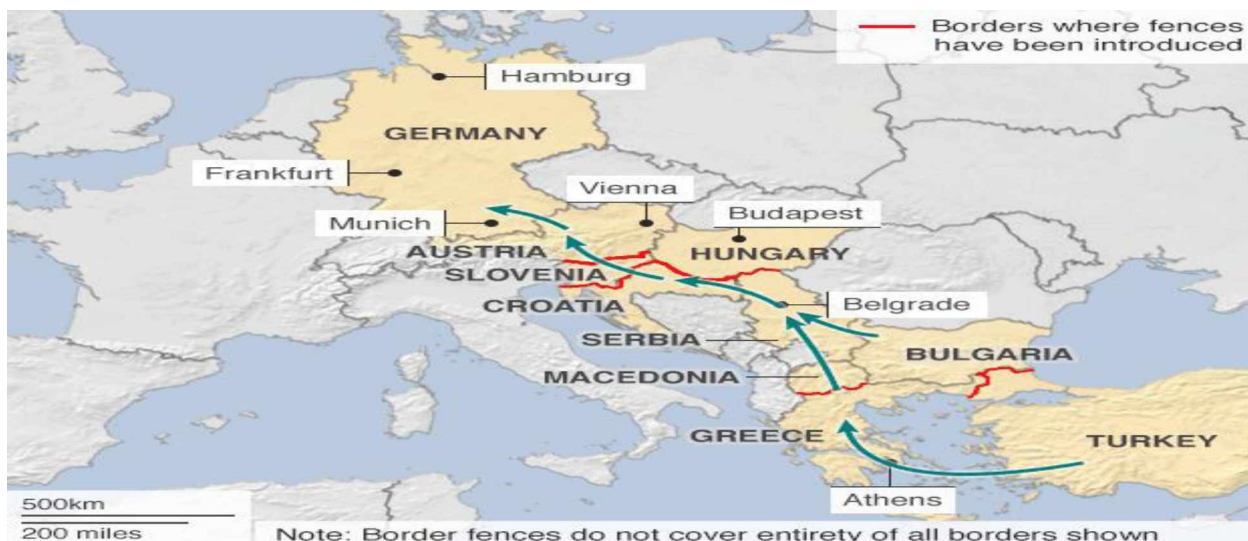 Borders where fences
have been introduced
Hamburg
GERMANY
Frankfurt
Vienna
Munich
Budapest
AUSTRIA
HUNGARY
SLOVENIA
CROATIA
Belgrade
SERBIA
BULGARIA
MACEDONIA
GREECE
TURKEY
Athens
500km
200 miles
Note: Border fences do not cover entirety of all borders shown